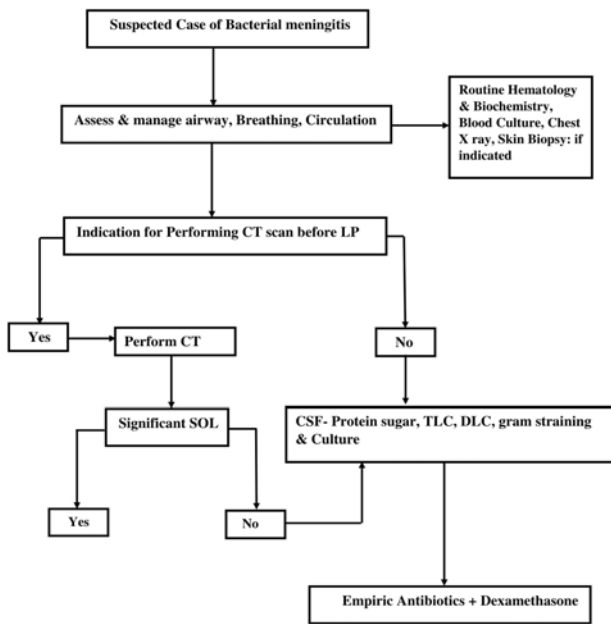 Suspected Case of Bacterial meningitis
Assess & manage airway, Breathing, Circulation
Routine Hematology
& Biochemistry,
Blood Culture, Chest
X ray, Skin Biopsy: if
indicated
Indication for Performing CT scan before LP
Yes
Perform CT
No
Significant SOL
CSF- Protein sugar, TLC, DLC, gram straining
& Culture
Yes
No
Empiric Antibiotics + Dexamethasone